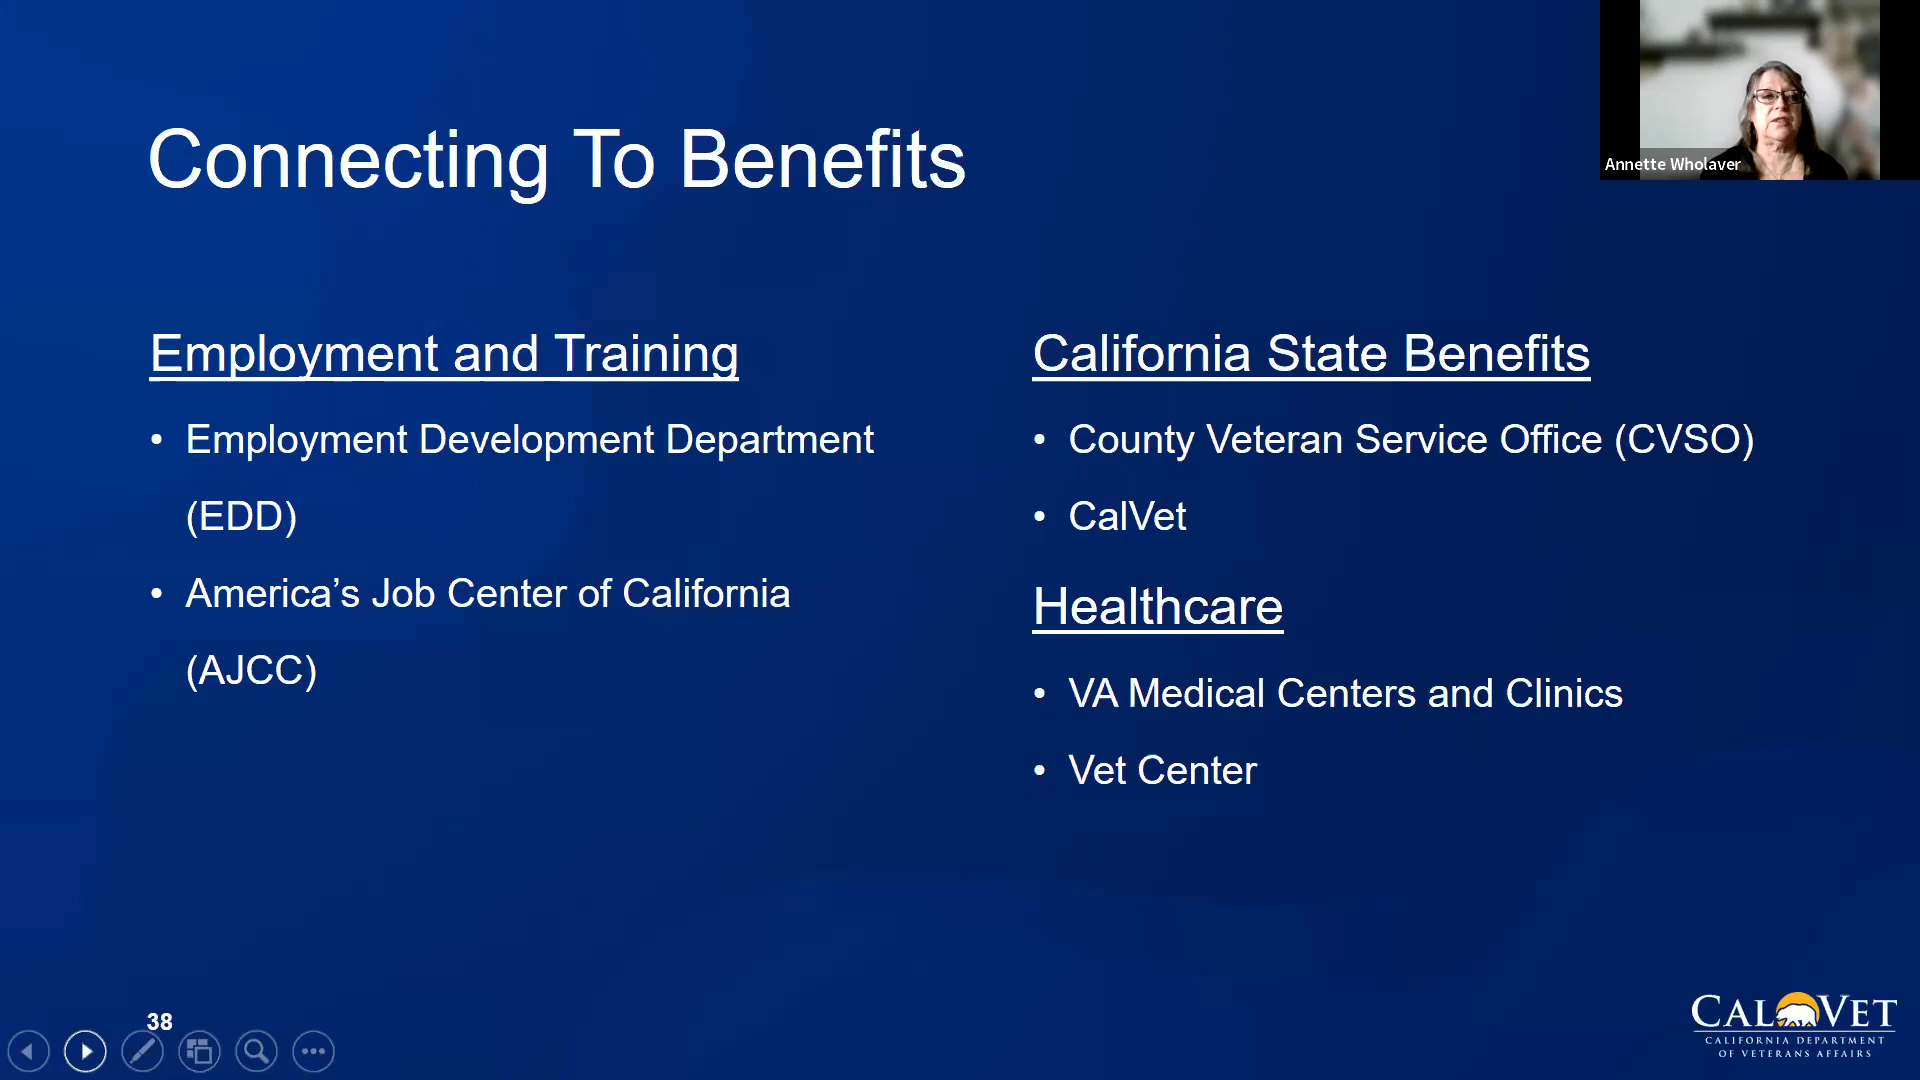 Connecting To Benefits
Annette Wholaver
Employment and Training
• Employment Development Department
(EDD)
• America’s Job Center of California
(AJCC)
California State Benefits
• County Veteran Service Office (CVSO)
• CalVet
Healthcare
• VA Medical Centers and Clinics
• Vet Center
38
CALVET
CALIFORNIA DEPARTMENT
OF VETERANS AFFAIRS